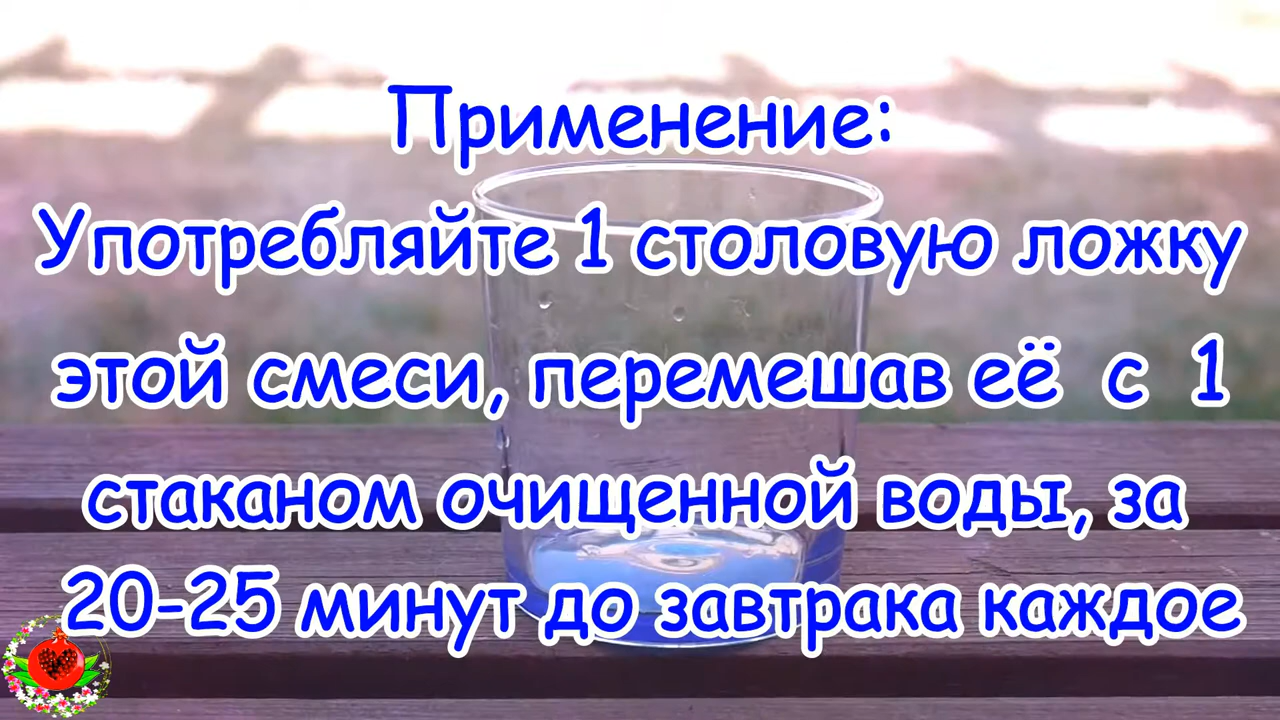 Применение:
Употребляйте 1 столовую ложку
этой смеси, перемешав её с 1
стаканом очищенной воды, за
20-25 минут до завтрака каждое